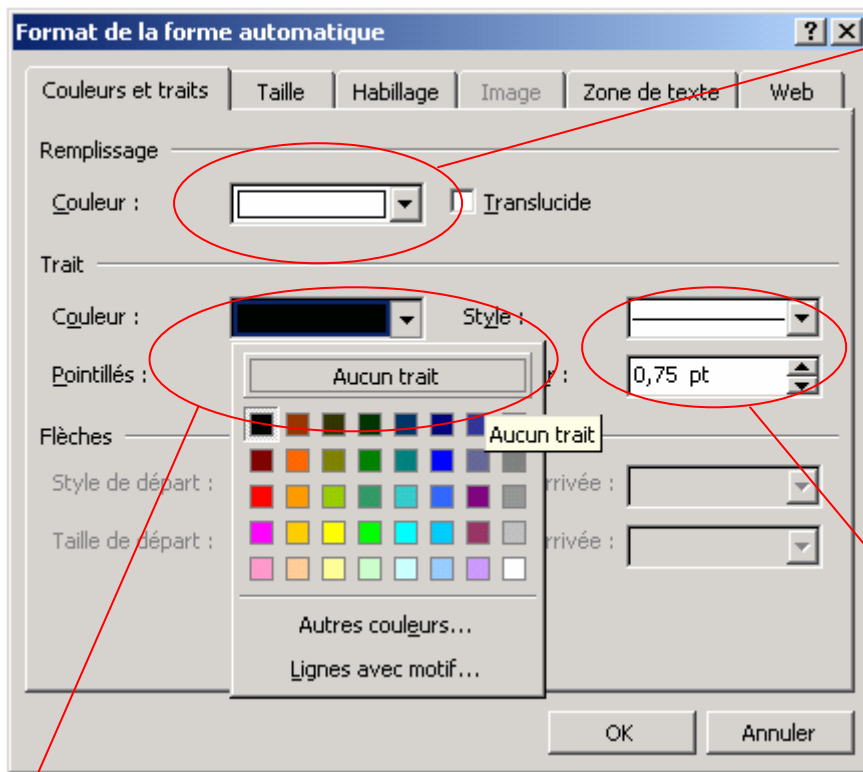 Format de la forme automatique
Couleurs et traits Taille Habillage Image Zone de texte Web
Remplissage
Couleur : Translucide
Trait
Couleur : Style :
Pointillés : Aucun trait r : 0,75 pt
Aucun trait
Flèches
Style de départ : rrivée :
Taille de départ : rrivée :
Autres couleurs...
Lignes avec motif...
OK Annuler